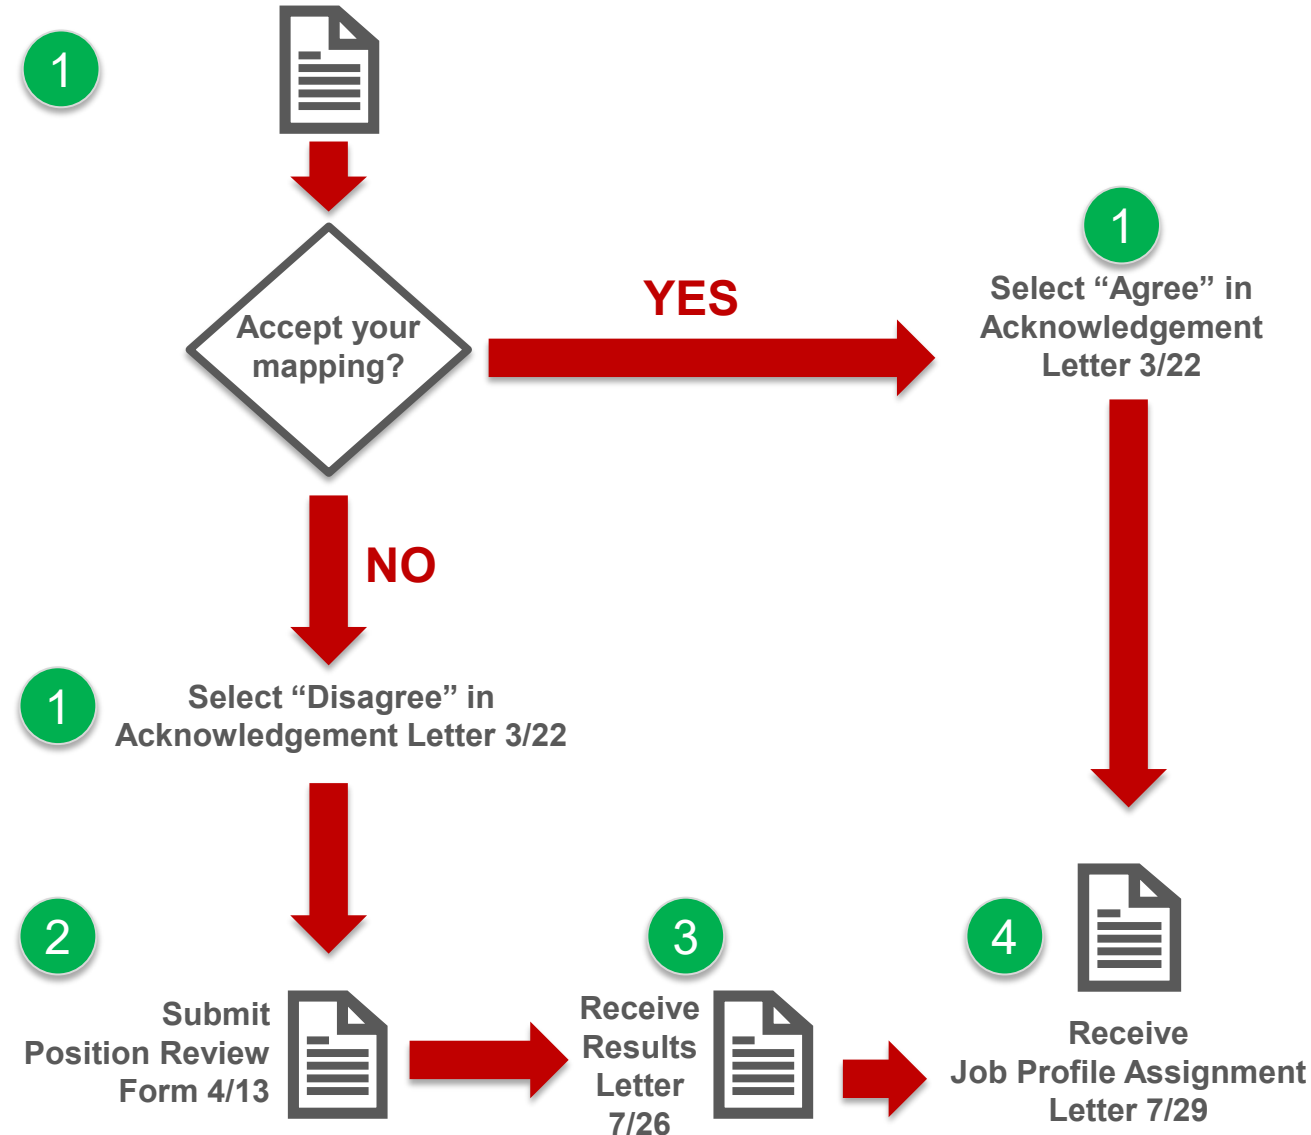 1
Accept your
mapping?
YES
1
Select “Agree” in
Acknowledgement
Letter 3/22
NO
1
Select “Disagree” in
Acknowledgement Letter 3/22
2
Submit
Position Review
Form 4/13
3
Receive
Results
Letter
7/26
4
Receive
Job Profile Assignment
Letter 7/29